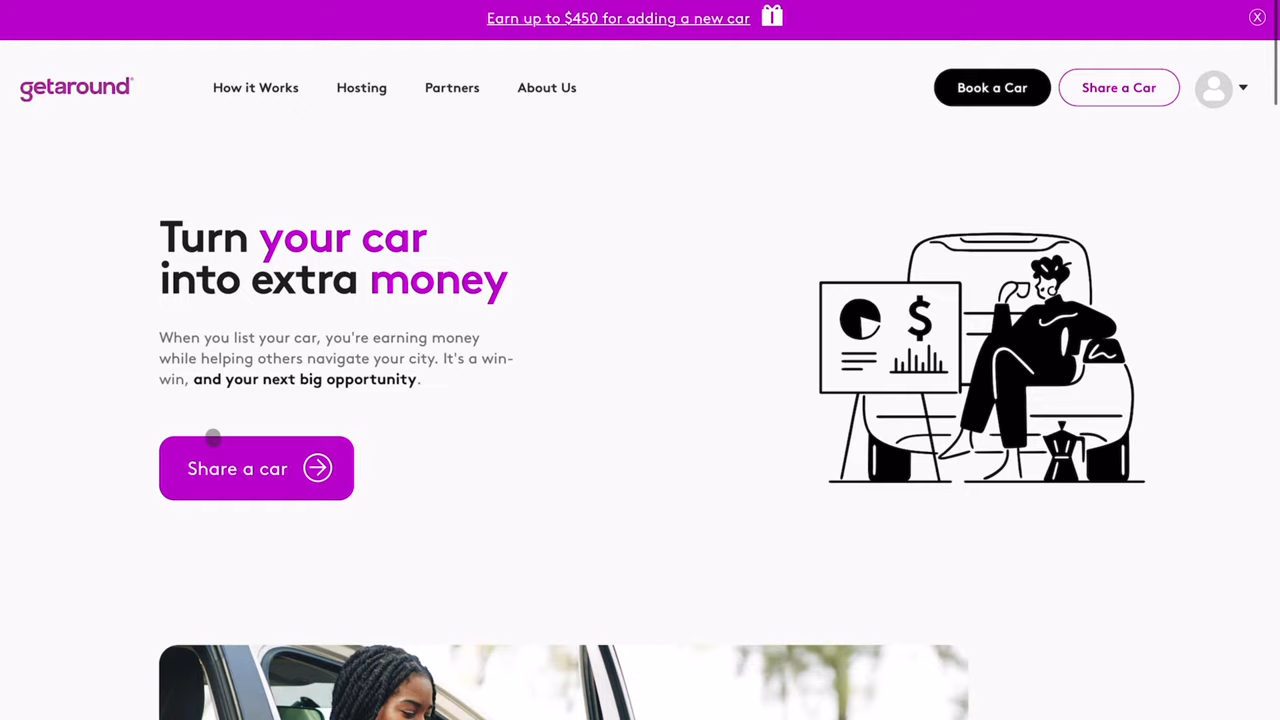 Earn up to $450 for adding a new car
X
getaround
How it Works
Hosting
Partners
About Us
Book a Car
Share a Car
Turn your car
into extra money
When you list your car, you're earning money
while helping others navigate your city. It's a win-
win, and your next big opportunity.
$
Share a car